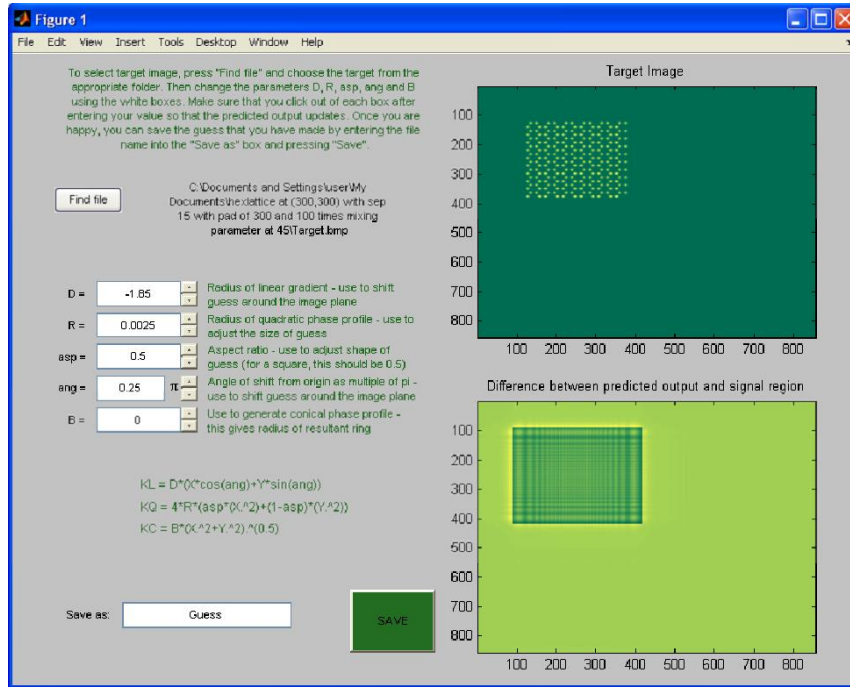 Figure 1
File Edit View Insert Tools Desktop Window Help
To select target image, press "Find file" and choose the target from the
appropriate folder. Then change the parameters D, R, asp, ang and B
using the white boxes. Make sure that you click out of each box after
entering your value so that the predicted output updates. Once you are
happy, you can save the guess that you have made by entering the file
name into the "Save as" box and pressing "Save".
Find file
C:\Documents and Settings\user\My
Documents\hexlattice at (300,300) with sep
15 with pad of 300 and 100 times mixing
parameter at 45\Target.bmp
D = -1.85 Radius of linear gradient - use to shift
guess around the image plane
R = 0.0025 Radius of quadratic phase profile - use to
adjust the size of guess
asp = 0.5 Aspect ratio - use to adjust shape of
guess (for a square, this should be 0.5)
ang = 0.25 π Angle of shift from origin as multiple of pi -
use to shift guess around the image plane
B = 0 Use to generate conical phase profile -
this gives radius of resultant ring
KL = D*(X*cos(ang)+Y*sin(ang))
KQ = 4*R*(asp*(X.^2)+(1-asp)*(Y.^2))
KC = B*(X.^2+Y.^2).^(0.5)
Save as: Guess
SAVE
Target Image
100
200
300
400
500
600
700
800
100 200 300 400 500 600 700 800
Difference between predicted output and signal region
100
200
300
400
500
600
700
800
100 200 300 400 500 600 700 800